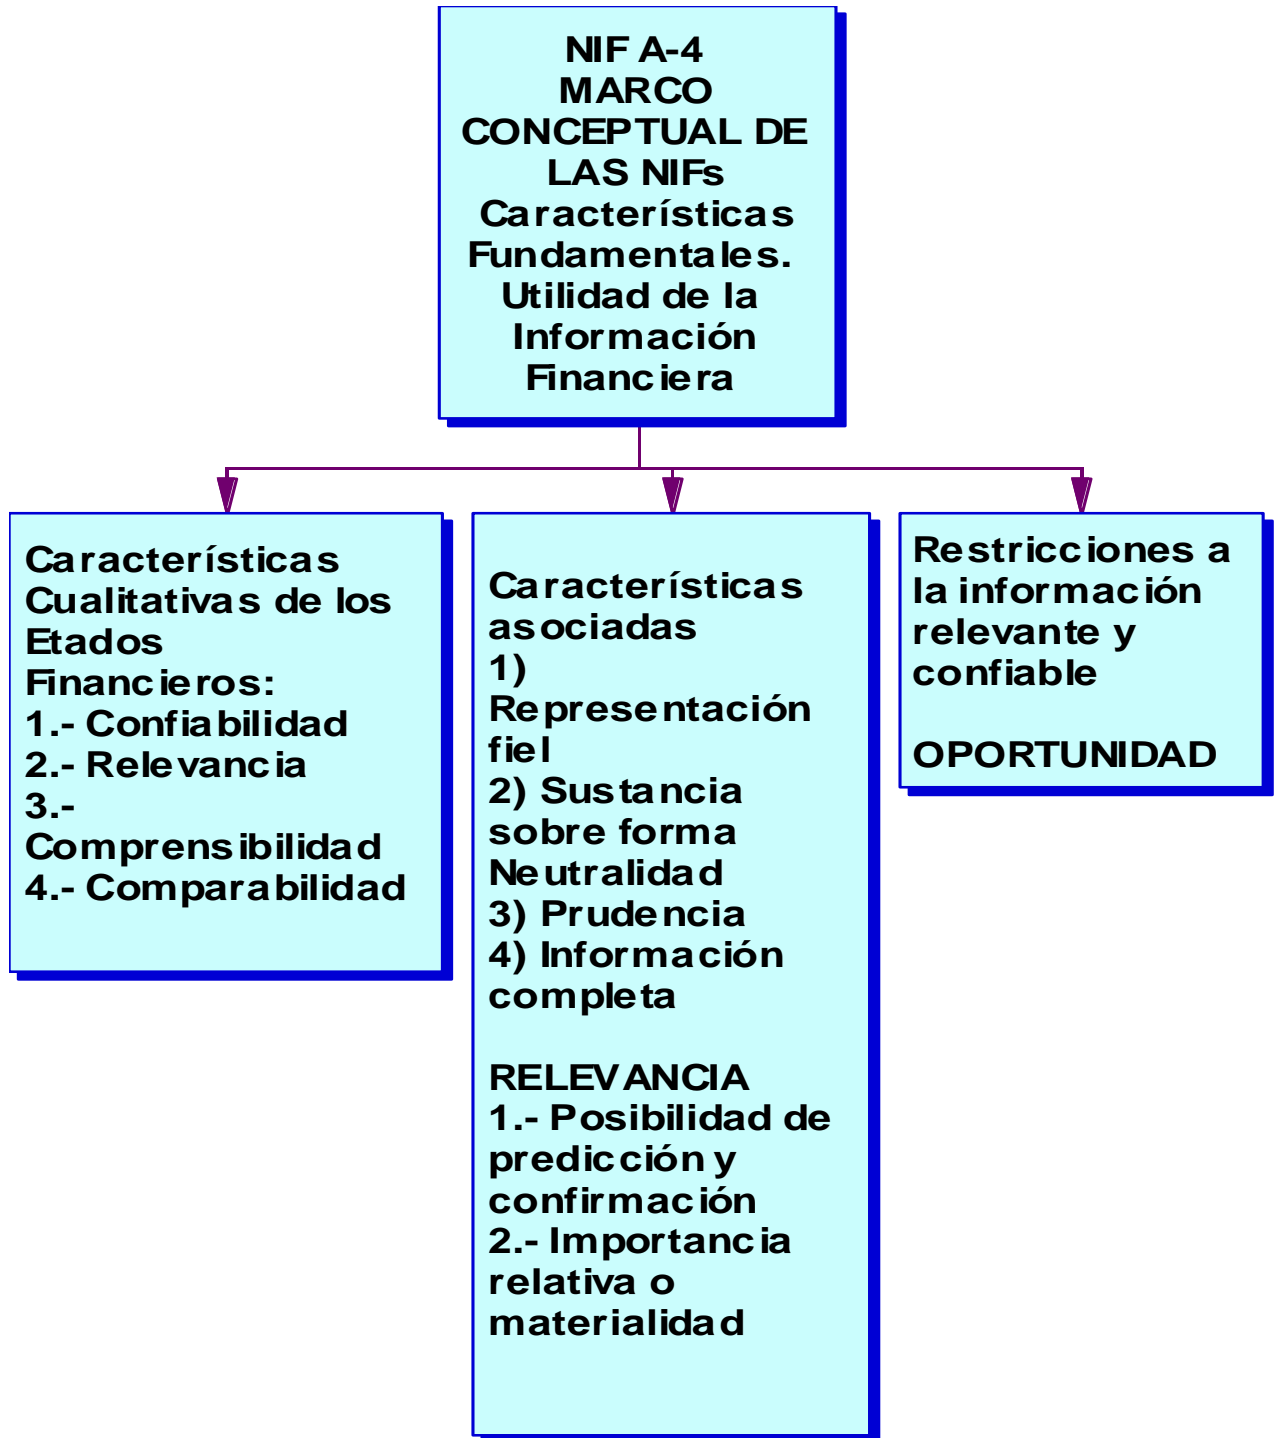 NIF A-4
MARCO
CONCEPTUAL DE
LAS NIFs
Características
Fundamentales.
Utilidad de la
Información
Financiera
Características
Cualitativas de los
Etados
Financieros:
1.- Confiabilidad
2.- Relevancia
3.-
Comprensibilidad
4.- Comparabilidad
Características
asociadas
1)
Representación
fiel
2) Sustancia
sobre forma
Neutralidad
3) Prudencia
4) Información
completa
RELEVANCIA
1.- Posibilidad de
predicción y
confirmación
2.- Importancia
relativa o
materialidad
Restricciones a
la información
relevante y
confiable
OPORTUNIDAD